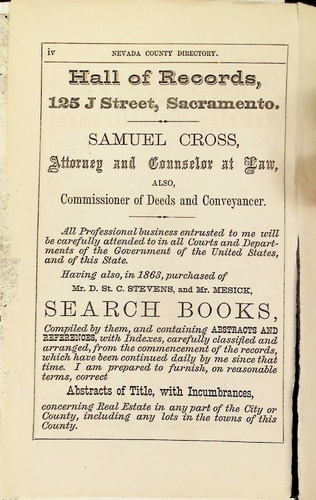 iv NEVADA COUNTY DIRECTORY.
Hall of Records,
125 J Street, Sacramento.
SAMUEL CROSS,
Attorney and Counselor at Law,
ALSO,
Commissioner of Deeds and Conveyancer.
All Professional business entrusted to me will
be carefully attended to in all Courts and Depart-
ments of the Government of the United States,
and of this State.
Having also, in 1863, purchased of
Mr. D. St. C. STEVENS, and Mr. MESICK,
SEARCH BOOKS,
Compiled by them, and containing ABSTRACTS AND
REFERENCES, with Indexes, carefully classified and
arranged, from the commencement of the records,
which have been continued daily by me since that
time. I am prepared to furnish, on reasonable
terms, correct
Abstracts of Title, with Incumbrances,
concerning Real Estate in any part of the City or
County, including any lots in the towns of this
County.